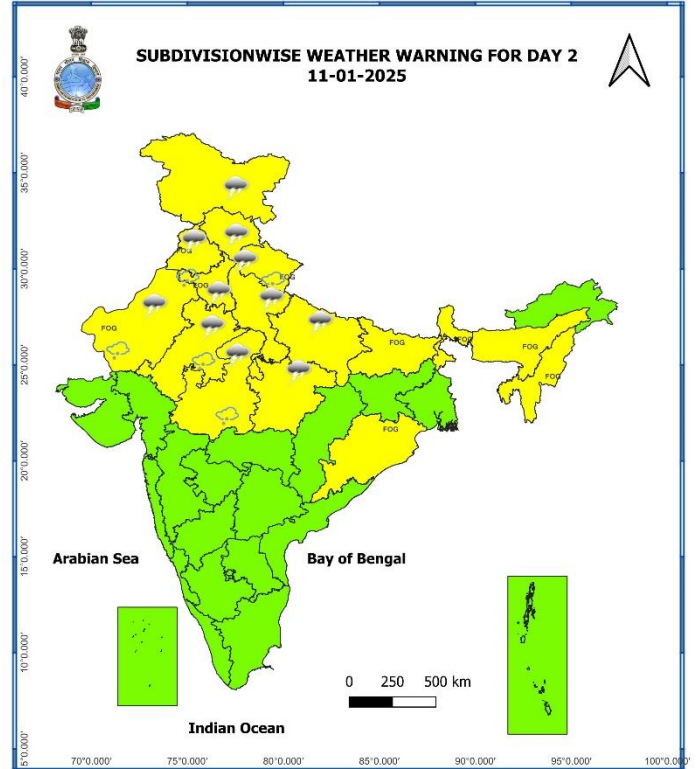 SUBDIVISIONWISE WEATHER WARNING FOR DAY 2
11-01-2025
40°0.000'
35°0.000'
30°0.000'
25°0.000'
20°0.000'
15°0.000'
10°0.000'
5°0.000'
FOG
FOG
FOG
FOG
FOG
FOG
FOG
FOG
FOG
Arabian Sea
Bay of Bengal
0 250 500 km
Indian Ocean
70°0.000' 75°0.000' 80°0.000' 85°0.000' 90°0.000' 95°0.000' 100°0.000'